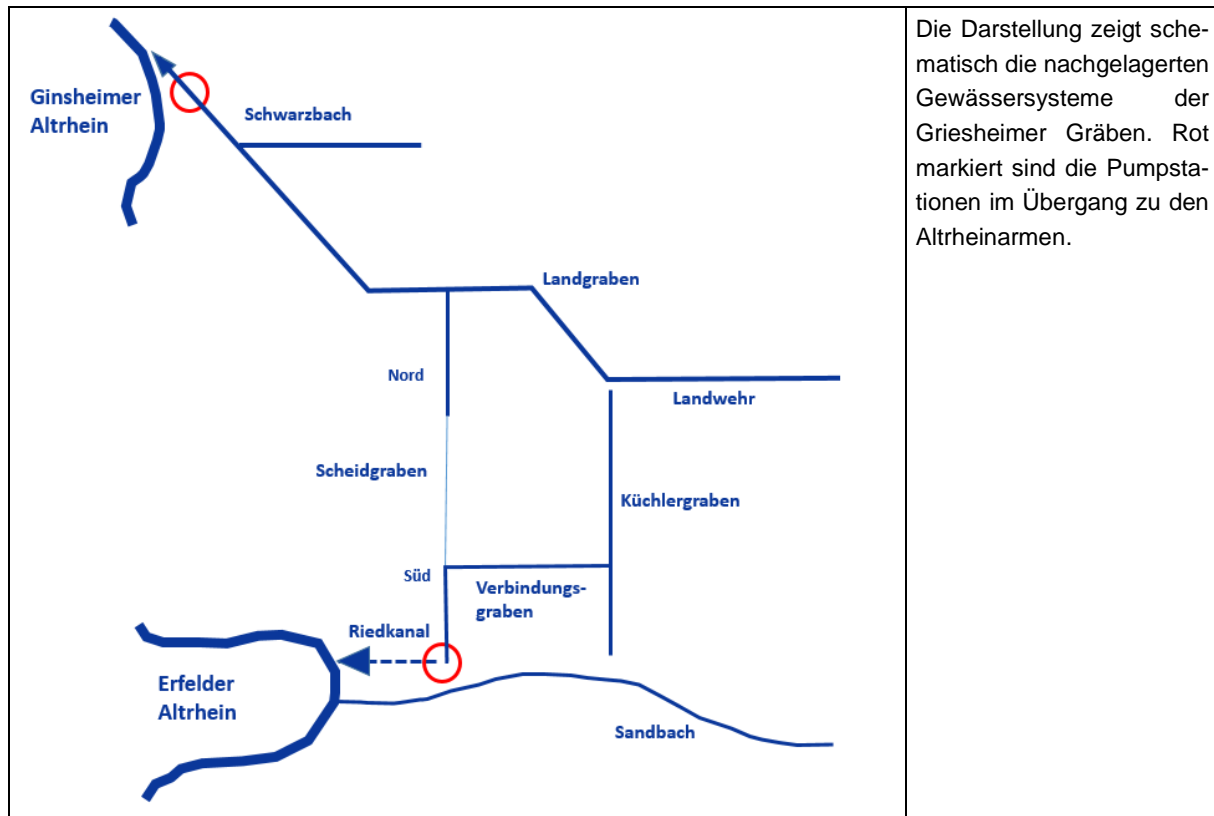 Ginsheimer
Altrhein
Schwarzbach
Landgraben
Nord
Landwehr
Scheidgraben
Küchlergraben
Süd
Verbindungs-
graben
Riedkanal
Erfelder
Altrhein
Sandbach
Die Darstellung zeigt sche-
matisch die nachgelagerten
Gewässersysteme der
Griesheimer Gräben. Rot
markiert sind die Pumpsta-
tionen im Übergang zu den
Altrheinarmen.